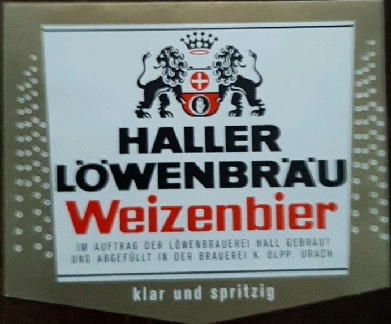 HALLER
LÖWENBRÄU
Weizenbier
IM AUFTRAG DER LÖWENBRAUEREI HALL GEBRAUT
UND ABGEFÜLLT IN DER BRAUEREI K. OLPP, URACH
klar und spritzig